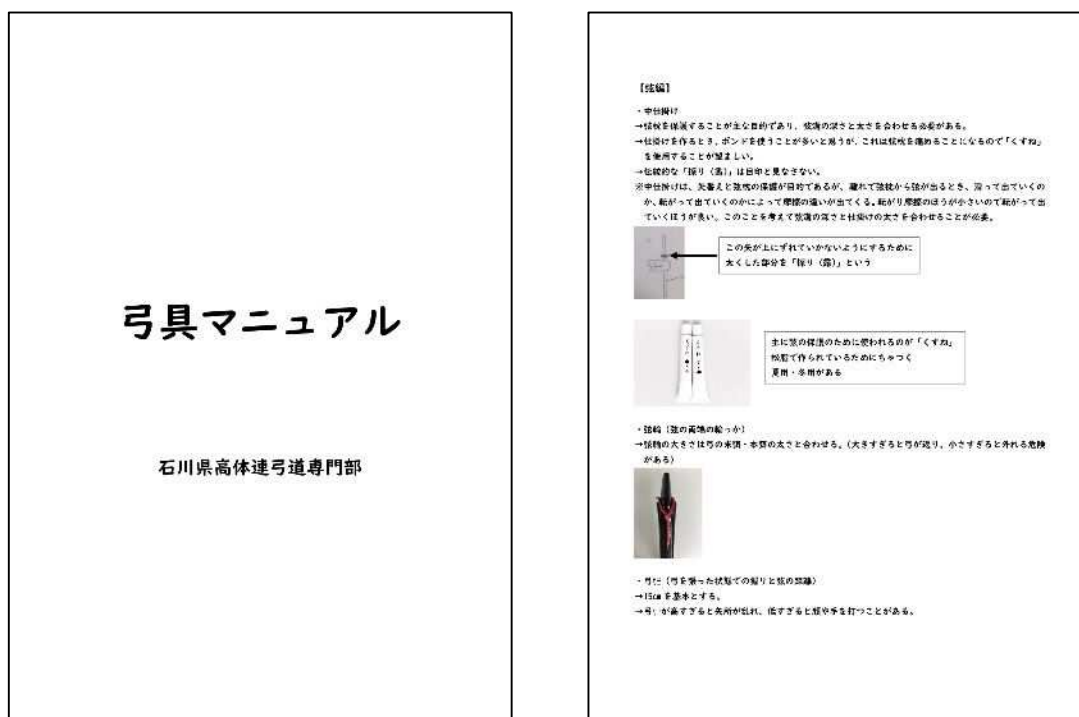 弓具マニュアル
石川県高体連弓道専門部
【弦編】
・中仕掛け
→弦枕を保護することが主な目的であり、弦溝の深さと太さを合わせる必要がある。
→仕掛けを作るとき、ボンドを使うことが多いと思うが、これは弦枕を痛めることになるので「くすね」
を使用することが望ましい。
→伝統的な「探り（露）」は目印と見なさない。
※中仕掛けは、矢番えと弦枕の保護が目的であるが、離れで弦枕から弦が出るとき、沿って出ていくの
か、転がって出ていくのかによって摩擦の違いが出てくる。転がり摩擦のほうが小さいので転がって出
ていくほうが良い。このことを考えて弦溝の深さと仕掛けの太さを合わせることが必要。
この矢が上にずれていかないようにするために
太くした部分を「探り（露）」という
主に弦の保護のために使われるのが「くすね」
松脂で作られているためにちゃつく
夏用・冬用がある
・弦輪（弦の両端の輪っか）
→弦輪の大きさは弓の末弭・本弭の太さと合わせる。（大きすぎると弓が返り、小さすぎると外れる危険
がある）
（弓を張った状態での握りと弦の距離）
→15cmを基本とする。
が高すぎると矢所が乱れ、低すぎると顔や手を打つことがある。